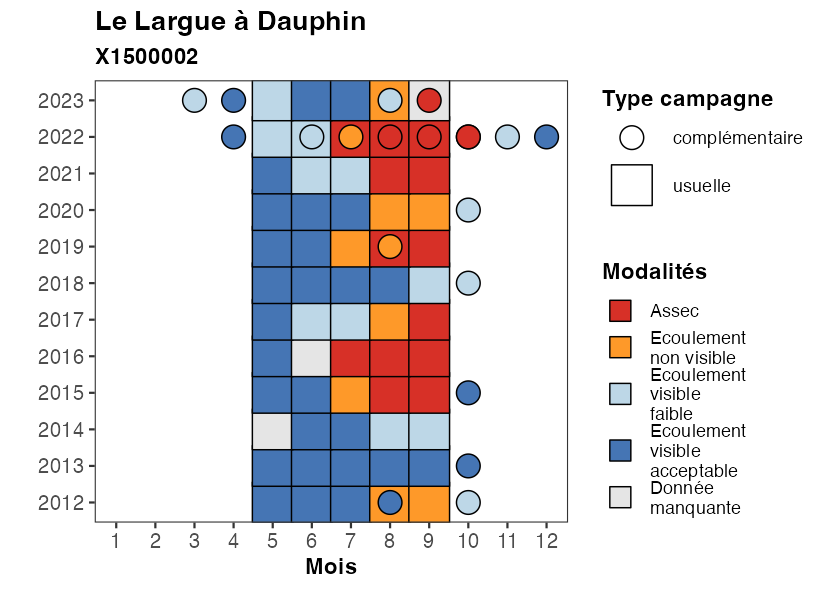 Le Largue à Dauphin
X1500002
2023
2022
2021
2020
2019
2018
2017
2016
2015
2014
2013
2012
1 2 3 4 5 6 7 8 9 10 11 12
Mois
Type campagne
complémentaire
usuelle
Modalités
Assec
Ecoulement
non visible
Ecoulement
visible
faible
Ecoulement
visible
acceptable
Donnée
manquante